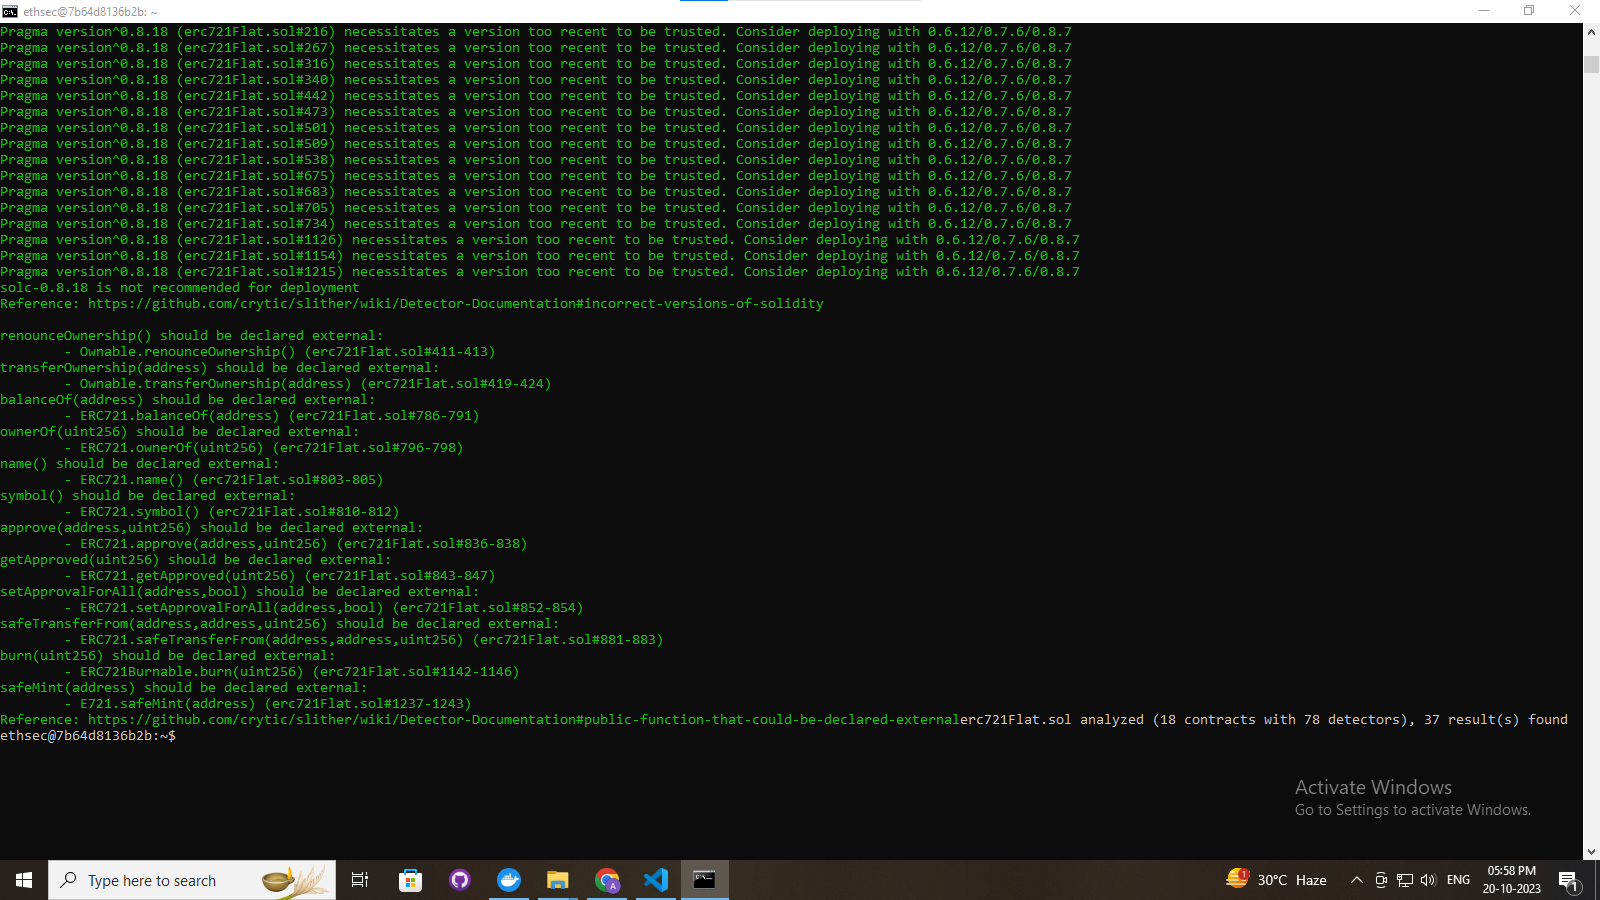 ethsec@7b64d8136b2b: ~
Pragma version^0.8.18 (erc721Flat.sol#216) necessitates a version too recent to be trusted. Consider deploying with 0.6.12/0.7.6/0.8.7
Pragma version^0.8.18 (erc721Flat.sol#267) necessitates a version too recent to be trusted. Consider deploying with 0.6.12/0.7.6/0.8.7
Pragma version^0.8.18 (erc721Flat.sol#316) necessitates a version too recent to be trusted. Consider deploying with 0.6.12/0.7.6/0.8.7
Pragma version^0.8.18 (erc721Flat.sol#340) necessitates a version too recent to be trusted. Consider deploying with 0.6.12/0.7.6/0.8.7
Pragma version^0.8.18 (erc721Flat.sol#442) necessitates a version too recent to be trusted. Consider deploying with 0.6.12/0.7.6/0.8.7
Pragma version^0.8.18 (erc721Flat.sol#473) necessitates a version too recent to be trusted. Consider deploying with 0.6.12/0.7.6/0.8.7
Pragma version^0.8.18 (erc721Flat.sol#501) necessitates a version too recent to be trusted. Consider deploying with 0.6.12/0.7.6/0.8.7
Pragma version^0.8.18 (erc721Flat.sol#509) necessitates a version too recent to be trusted. Consider deploying with 0.6.12/0.7.6/0.8.7
Pragma version^0.8.18 (erc721Flat.sol#538) necessitates a version too recent to be trusted. Consider deploying with 0.6.12/0.7.6/0.8.7
Pragma version^0.8.18 (erc721Flat.sol#675) necessitates a version too recent to be trusted. Consider deploying with 0.6.12/0.7.6/0.8.7
Pragma version^0.8.18 (erc721Flat.sol#683) necessitates a version too recent to be trusted. Consider deploying with 0.6.12/0.7.6/0.8.7
Pragma version^0.8.18 (erc721Flat.sol#705) necessitates a version too recent to be trusted. Consider deploying with 0.6.12/0.7.6/0.8.7
Pragma version^0.8.18 (erc721Flat.sol#734) necessitates a version too recent to be trusted. Consider deploying with 0.6.12/0.7.6/0.8.7
Pragma version^0.8.18 (erc721Flat.sol#1126) necessitates a version too recent to be trusted. Consider deploying with 0.6.12/0.7.6/0.8.7
Pragma version^0.8.18 (erc721Flat.sol#1154) necessitates a version too recent to be trusted. Consider deploying with 0.6.12/0.7.6/0.8.7
Pragma version^0.8.18 (erc721Flat.sol#1215) necessitates a version too recent to be trusted. Consider deploying with 0.6.12/0.7.6/0.8.7
solc-0.8.18 is not recommended for deployment
Reference: https://github.com/crytic/slither/wiki/Detector-Documentation#incorrect-versions-of-solidity
renounceOwnership() should be declared external:
- Ownable.renounceOwnership() (erc721Flat.sol#411-413)
transferOwnership(address) should be declared external:
- Ownable.transferOwnership(address) (erc721Flat.sol#419-424)
balanceOf(address) should be declared external:
- ERC721.balanceOf(address) (erc721Flat.sol#786-791)
ownerOf(uint256) should be declared external:
- ERC721.ownerOf(uint256) (erc721Flat.sol#796-798)
name() should be declared external:
- ERC721.name() (erc721Flat.sol#803-805)
symbol() should be declared external:
- ERC721.symbol() (erc721Flat.sol#810-812)
approve(address,uint256) should be declared external:
- ERC721.approve(address,uint256) (erc721Flat.sol#836-838)
getApproved(uint256) should be declared external:
- ERC721.getApproved(uint256) (erc721Flat.sol#843-847)
setApprovalForAll(address,bool) should be declared external:
- ERC721.setApprovalForAll(address,bool) (erc721Flat.sol#852-854)
safeTransferFrom(address,address,uint256) should be declared external:
- ERC721.safeTransferFrom(address,address,uint256) (erc721Flat.sol#881-883)
burn(uint256) should be declared external:
- ERC721Burnable.burn(uint256) (erc721Flat.sol#1142-1146)
safeMint(address) should be declared external:
- E721.safeMint(address) (erc721Flat.sol#1237-1243)
Reference: https://github.com/crytic/slither/wiki/Detector-Documentation#public-function-that-could-be-declared-externalerc721Flat.sol analyzed (18 contracts with 78 detectors), 37 result(s) found
ethsec@7b64d8136b2b:~$
Activate Windows
Go to Settings to activate Windows.
Type here to search
1
30°C Haze
ENG
05:58 PM
20-10-2023
1